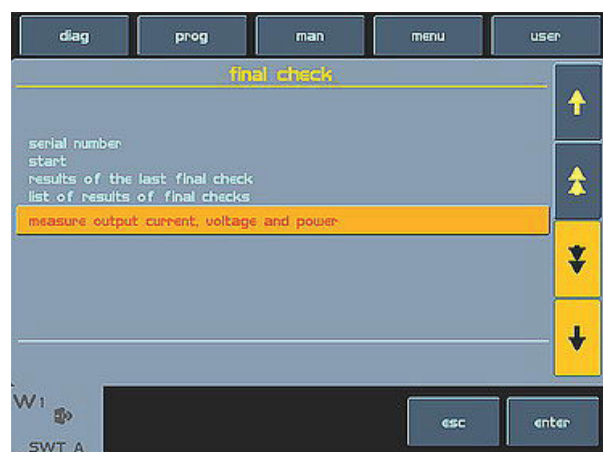 diag prog man menu user
final check
serial number
start
results of the last final check
list of results of final checks
measure output current, voltage and power
W1
esc enter
SWT A